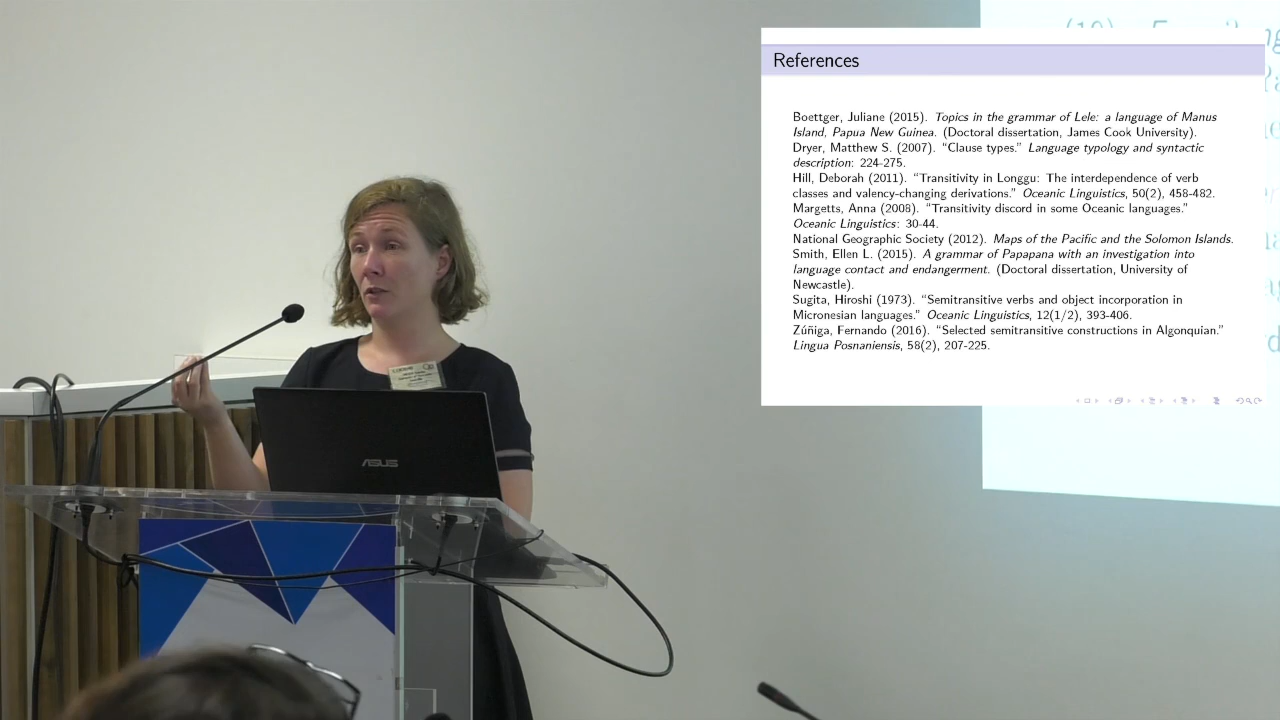 References
Boettger, Juliane (2015). Topics in the grammar of Lele: a language of Manus
Island, Papua New Guinea. (Doctoral dissertation, James Cook University).
Dryer, Matthew S. (2007). “Clause types.” Language typology and syntactic
description: 224-275.
Hill, Deborah (2011). “Transitivity in Longgu: The interdependence of verb
classes and valency-changing derivations.” Oceanic Linguistics, 50(2), 458-482.
Margetts, Anna (2008). “Transitivity discord in some Oceanic languages.”
Oceanic Linguistics: 30-44.
National Geographic Society (2012). Maps of the Pacific and the Solomon Islands.
Smith, Ellen L. (2015). A grammar of Papapana with an investigation into
language contact and endangerment. (Doctoral dissertation, University of
Newcastle).
Sugita, Hiroshi (1973). “Semitransitive verbs and object incorporation in
Micronesian languages.” Oceanic Linguistics, 12(1/2), 393-406.
Zúñiga, Fernando (2016). “Selected semitransitive constructions in Algonquian.”
Lingua Posnaniensis, 58(2), 207-225.
ASUS